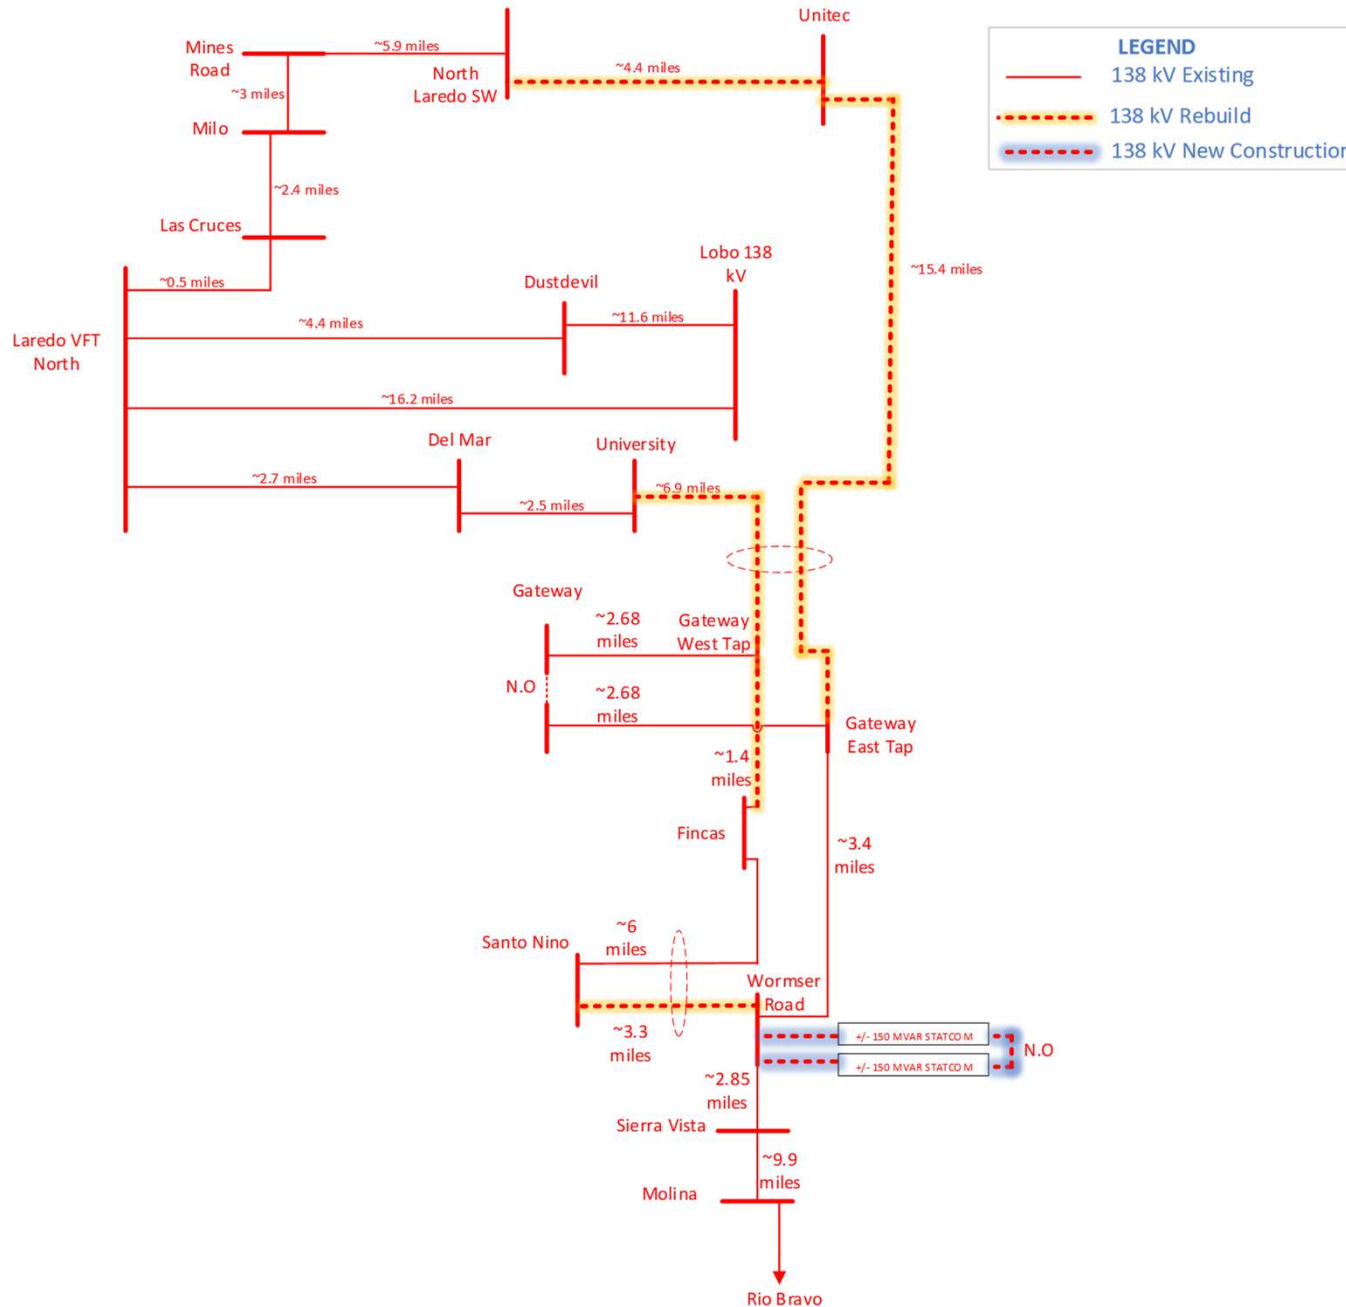 Unitec
LEGEND
138 kV Existing
138 kV Rebuild
138 kV New Construction
Mines
Road
~5.9 miles
North
Laredo SW
~4.4 miles
~3 miles
Milo
~2.4 miles
Las Cruces
~0.5 miles
Lobo 138
kV
Dustdevil
~15.4 miles
~4.4 miles
~11.6 miles
Laredo VFT
North
~16.2 miles
Del Mar
University
~2.7 miles
~6.9 miles
~2.5 miles
Gateway
~2.68
miles
Gateway
West Tap
N.O
~2.68
miles
Gateway
East Tap
~1.4
miles
Fincas
~3.4
miles
~6
miles
Santo Nino
Wormser
Road
~3.3
miles
+/- 150 MVAR STATCOM
N.O
+/- 150 MVAR STATCOM
~2.85
miles
Sierra Vista
~9.9
miles
Molina
Rio Bravo